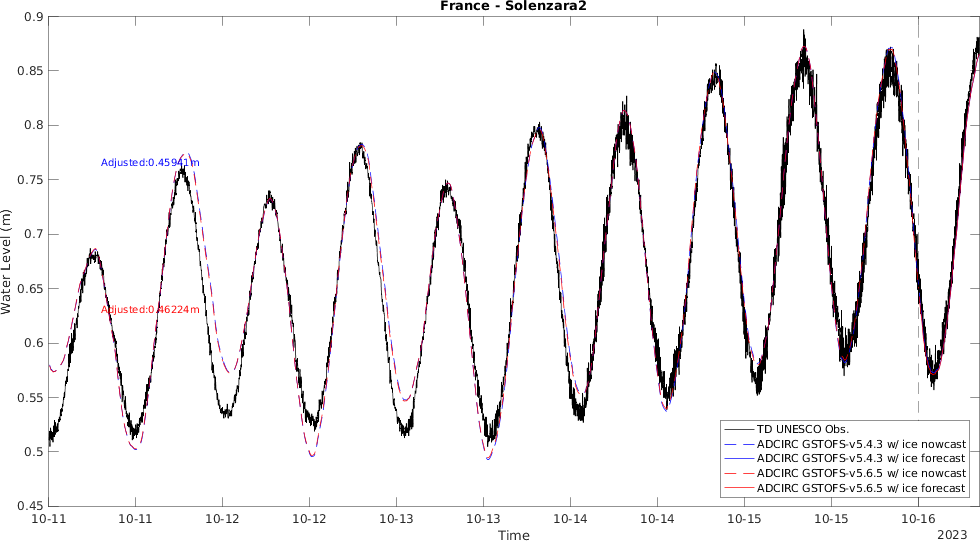 France - Solenzara2
0.9
0.85
0.8
0.75
0.7
0.65
0.6
0.55
0.5
0.45
Water Level (m)
Adjusted:0.45941m
Adjusted:0.46224m
TD UNESCO Obs.
ADCIRC GSTOFS-v5.4.3 w/ ice nowcast
ADCIRC GSTOFS-v5.4.3 w/ ice forecast
ADCIRC GSTOFS-v5.6.5 w/ ice nowcast
ADCIRC GSTOFS-v5.6.5 w/ ice forecast
10-11 10-11 10-12 10-12 10-13 10-13 10-14 10-14 10-15 10-15 10-16
Time
2023